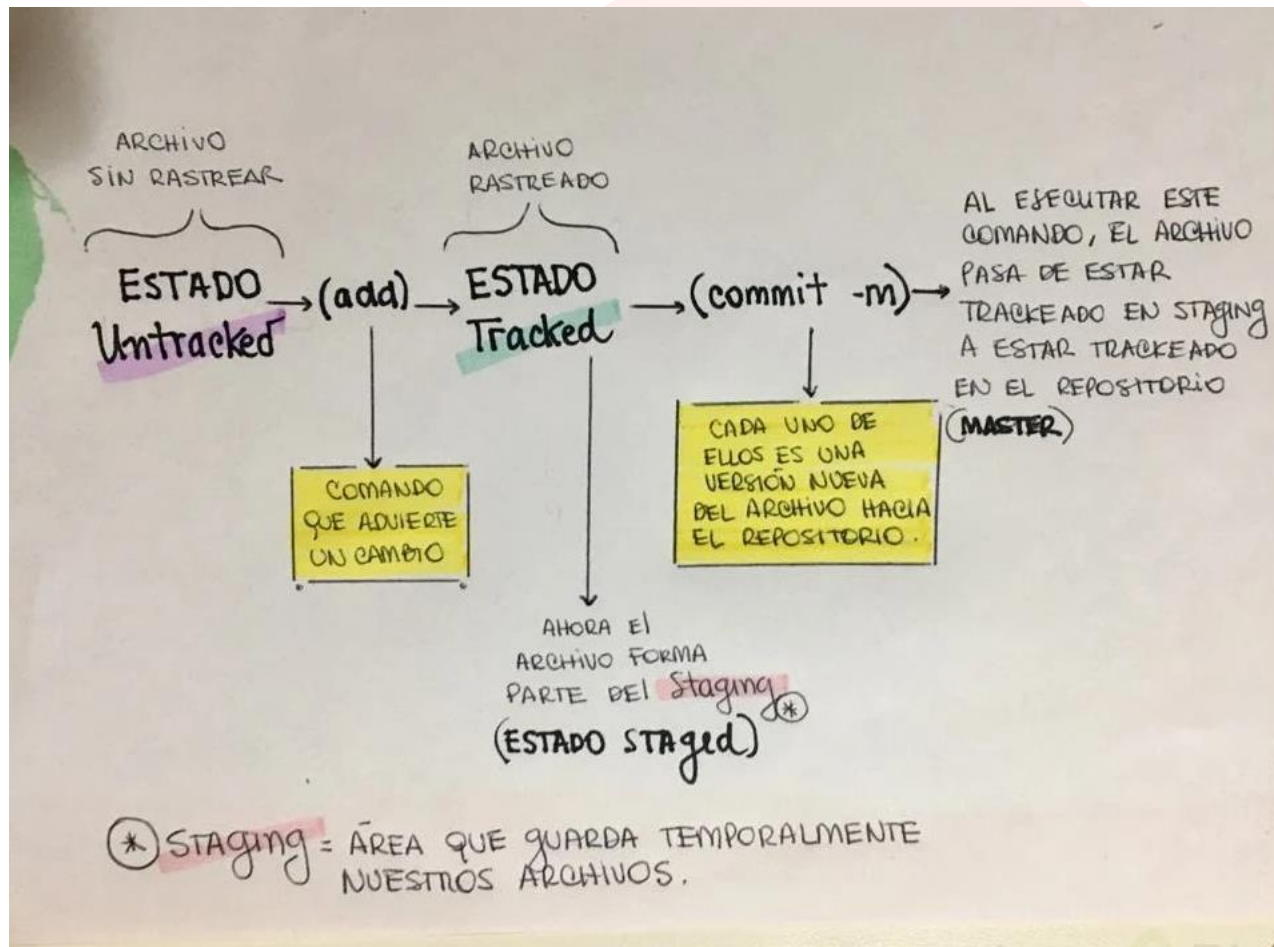 ARCHIVO
SIN RASTREAR
ARCHIVO
RASTREADO
ESTADO
Untracked
(add)
ESTADO
Tracked
(commit -m)
AL EJECUTAR ESTE
COMANDO, EL ARCHIVO
PASA DE ESTAR
TRACKEADO EN STAGING
A ESTAR TRACKEADO
EN EL REPOSITORIO
(MASTER)
COMANDO
QUE ADVIERTE
UN CAMBIO
CADA UNO DE
ELLOS ES UNA
VERSIÓN NUEVA
DEL ARCHIVO HACIA
EL REPOSITORIO.
AHORA El
ARCHIVO FORMA
PARTE DEl Staging *
(ESTADO STAged)
* STAging = ÁREA QUE GUARDA TEMPORALMENTE
NUESTROS ARCHIVOS.